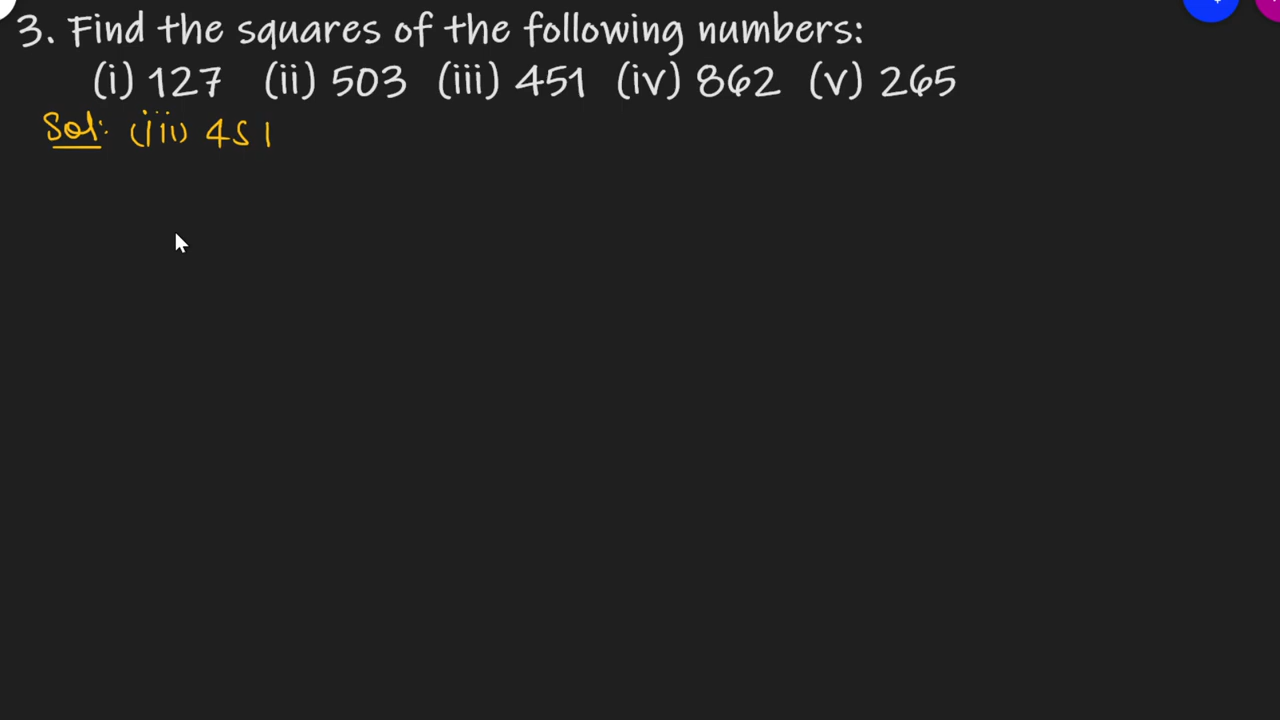 3. Find the squares of the following numbers:
(i) 127 (ii) 503 (iii) 451 (iv) 862 (v) 265
Sol: (iii) 451